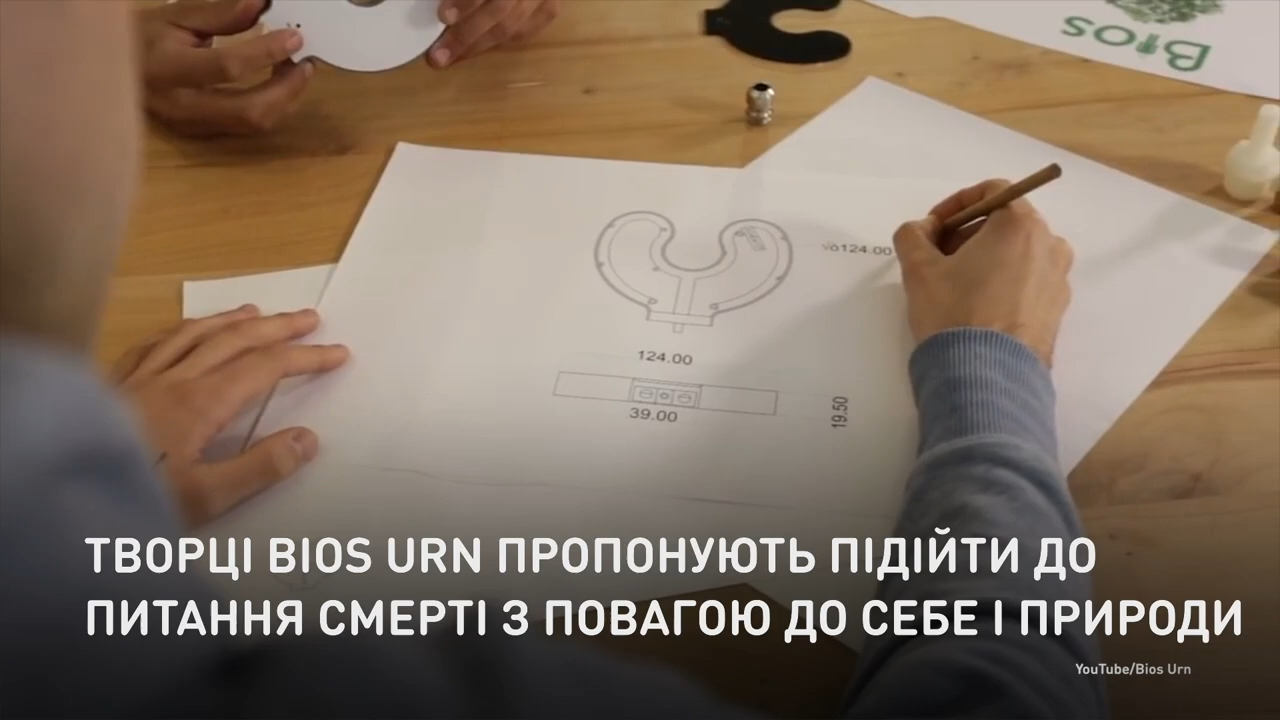 Bios
√ó124.00
124.00
39.00
19.50
ТВОРЦІ BIOS URN ПРОПОНУЮТЬ ПІДІЙТИ ДО
ПИТАННЯ СМЕРТІ З ПОВАГОЮ ДО СЕБЕ І ПРИРОДИ
YouTube/Bios Urn